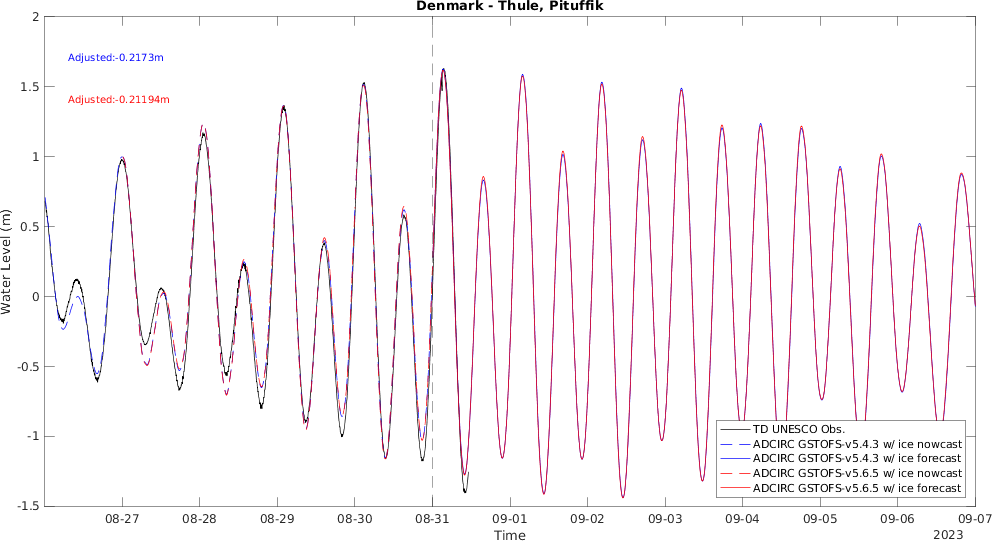 Denmark - Thule, Pituffik
Adjusted:-0.2173m
Adjusted:-0.21194m
Water Level (m)
2
1.5
1
0.5
0
-0.5
-1
-1.5
TD UNESCO Obs.
ADCIRC GSTOFS-v5.4.3 w/ ice nowcast
ADCIRC GSTOFS-v5.4.3 w/ ice forecast
ADCIRC GSTOFS-v5.6.5 w/ ice nowcast
ADCIRC GSTOFS-v5.6.5 w/ ice forecast
08-27 08-28 08-29 08-30 08-31 09-01 09-02 09-03 09-04 09-05 09-06 09-07
Time
2023